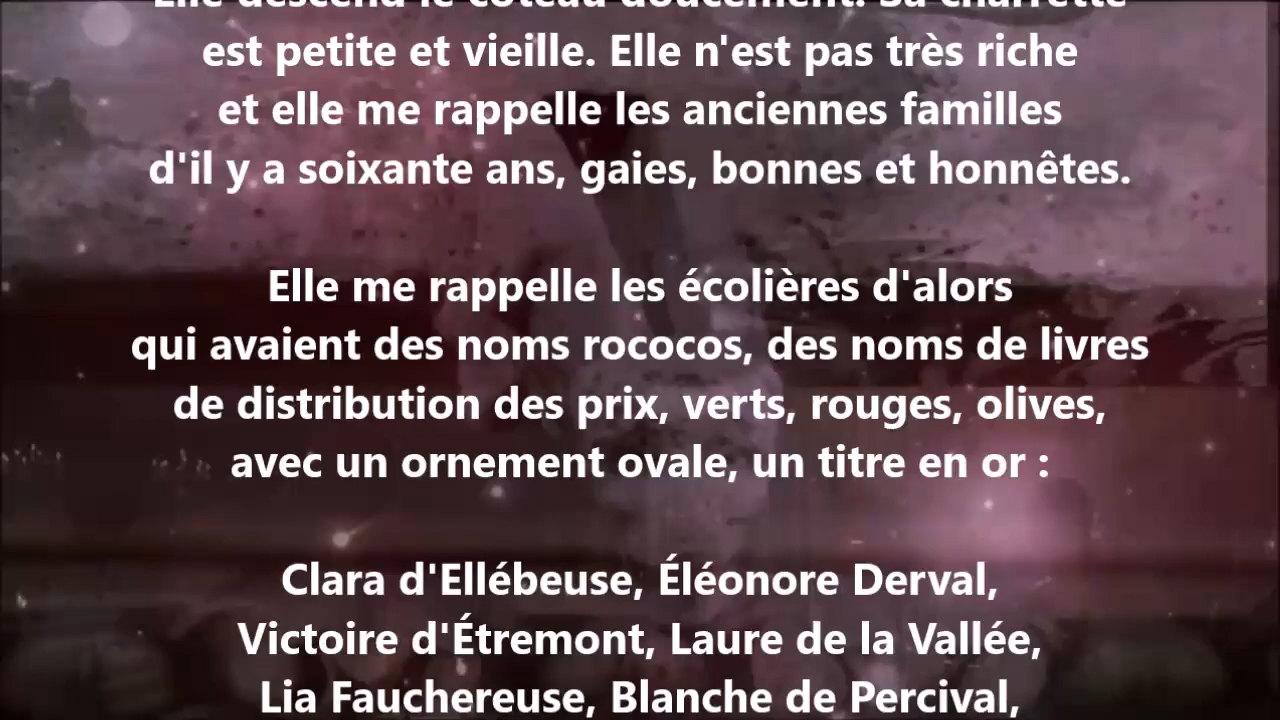 Elle descend le coteau doucement. Sa charrette
est petite et vieille. Elle n'est pas très riche
et elle me rappelle les anciennes familles
d'il y a soixante ans, gaies, bonnes et honnêtes.
Elle me rappelle les écolières d'alors
qui avaient des noms rococos, des noms de livres
de distribution des prix, verts, rouges, olives,
avec un ornement ovale, un titre en or :
Clara d'Ellébeuse, Éléonore Derval,
Victoire d'Étremont, Laure de la Vallée,
Lia Fauchereuse, Blanche de Percival,